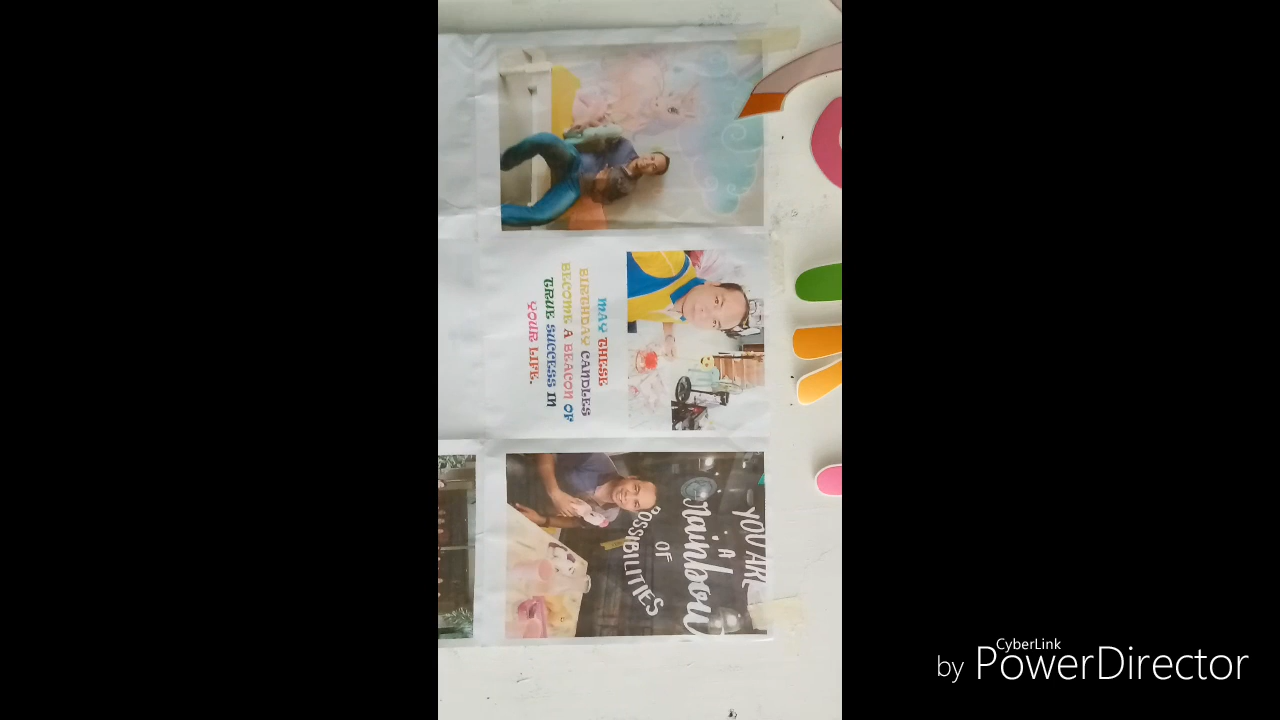 MAY THESE
BIRTHDAY CANDLES
BECOME A BEACON OF
TRUE SUCCESS IN
YOUR LIFE.
YOU ARE
A
rainbow
OF
POSSIBILITIES
CyberLink
by PowerDirector